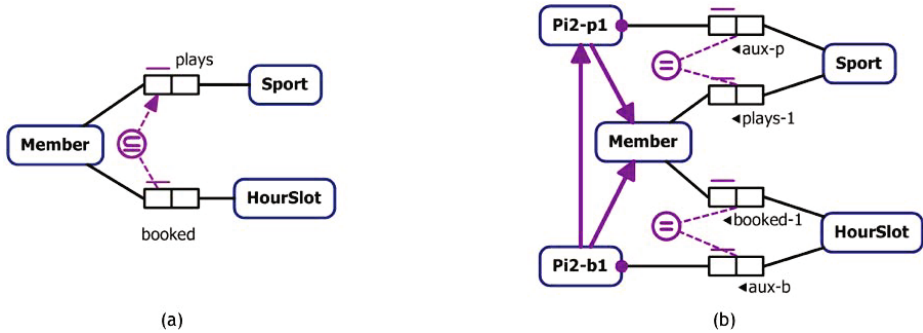 plays
Sport
Member
HourSlot
booked
(a)
Pi2-p1
◄aux-p
=
Sport
◄plays-1
Member
◄booked-1
=
HourSlot
Pi2-b1
◄aux-b
(b)